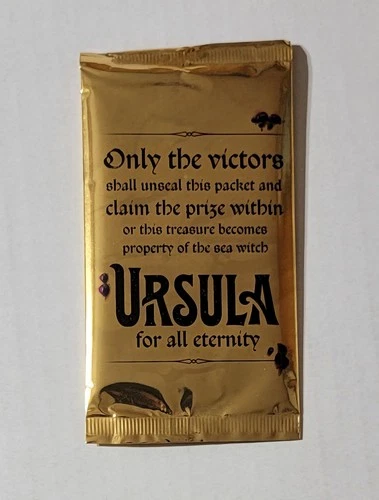 Only the victors
shall unseal this packet and
claim the prize within
or this treasure becomes
property of the sea witch
URSULA
for all eternity